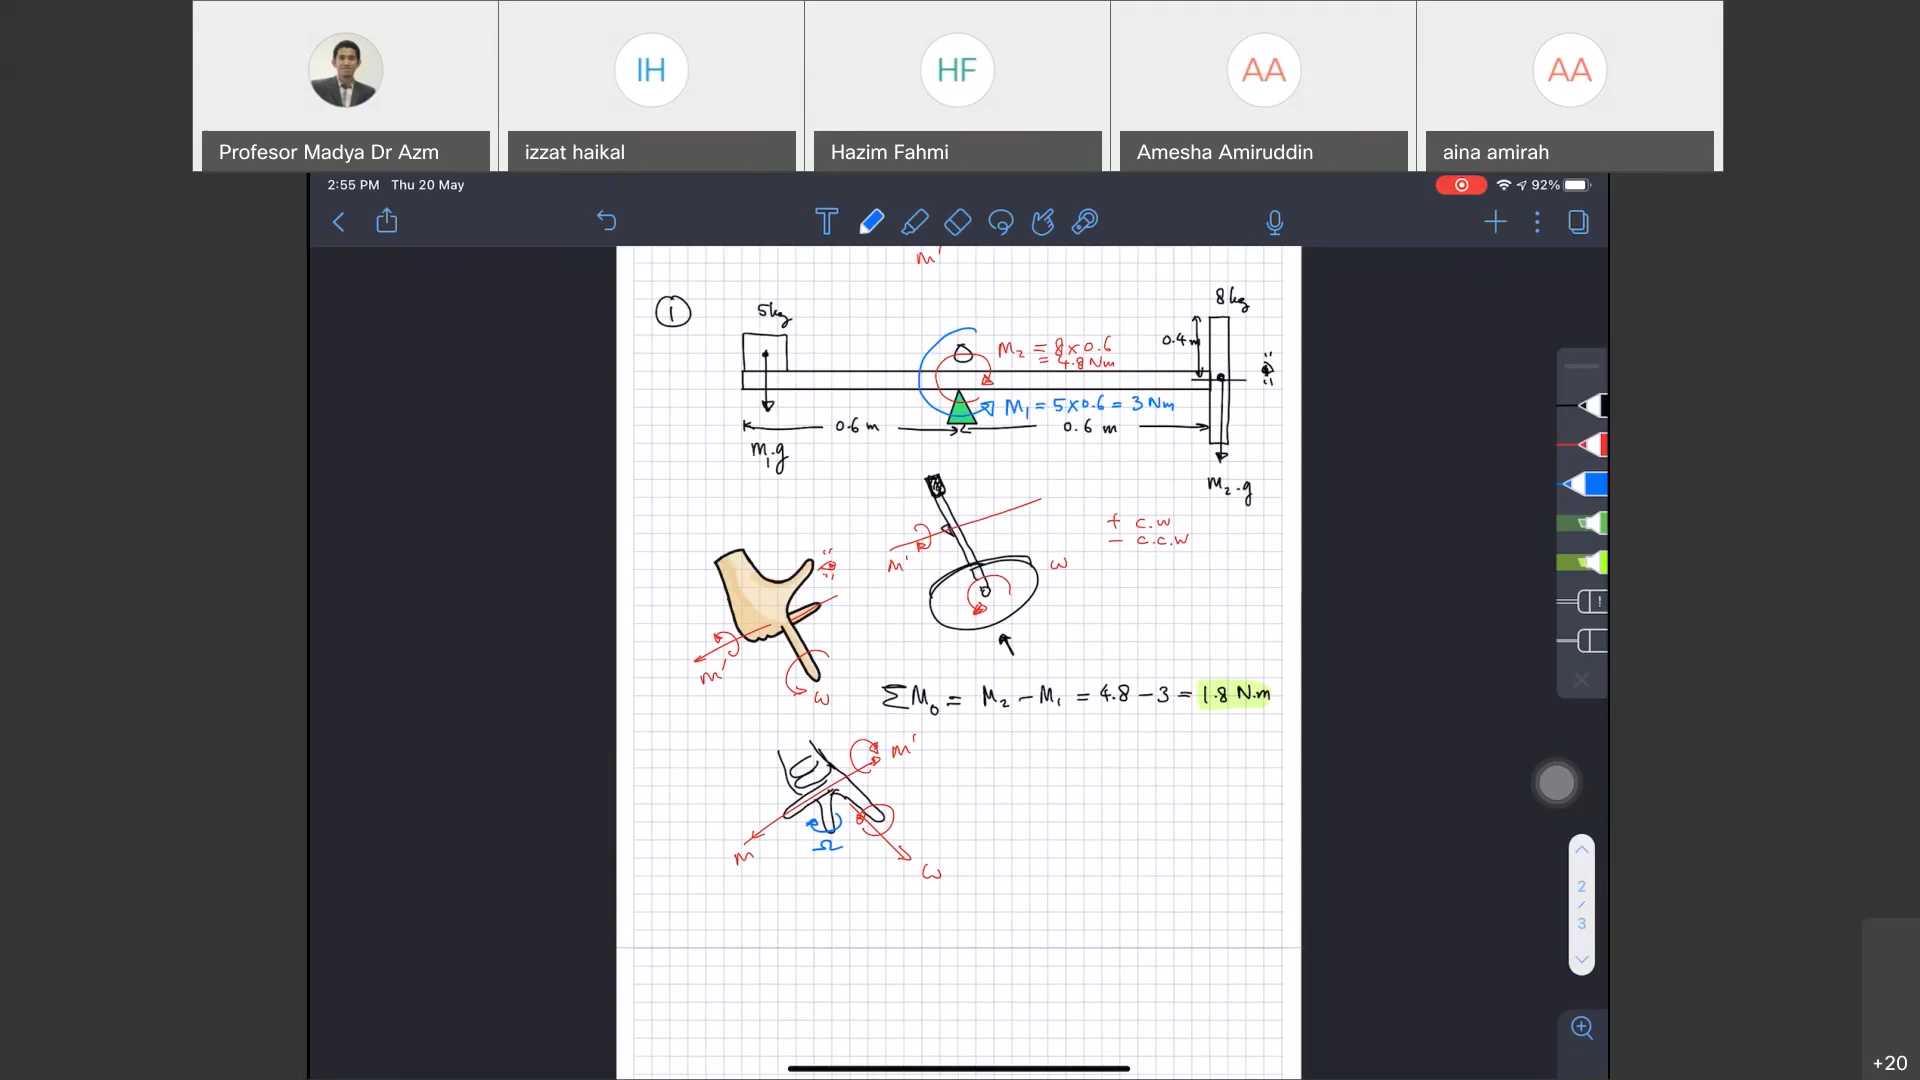 IH
HF
AA
AA
Profesor Madya Dr Azm
izzat haikal
Hazim Fahmi
Amesha Amiruddin
aina amirah
2:55 PM Thu 20 May
92%
T
M'
1
5kg
8kg
0.4m
M₂ = 8 x 0.6
= 4.8 Nm
M₁ = 5 x 0.6 = 3 Nm
0.6 m
0.6 m
m₁.g
M₂.g
+ c.w
- c.c.w
M'
ω
M'
ω
ΣM₀ = M₂ - M₁ = 4.8 - 3 = 1.8 N.m
M'
Ω
M
ω
2
/
3
+20